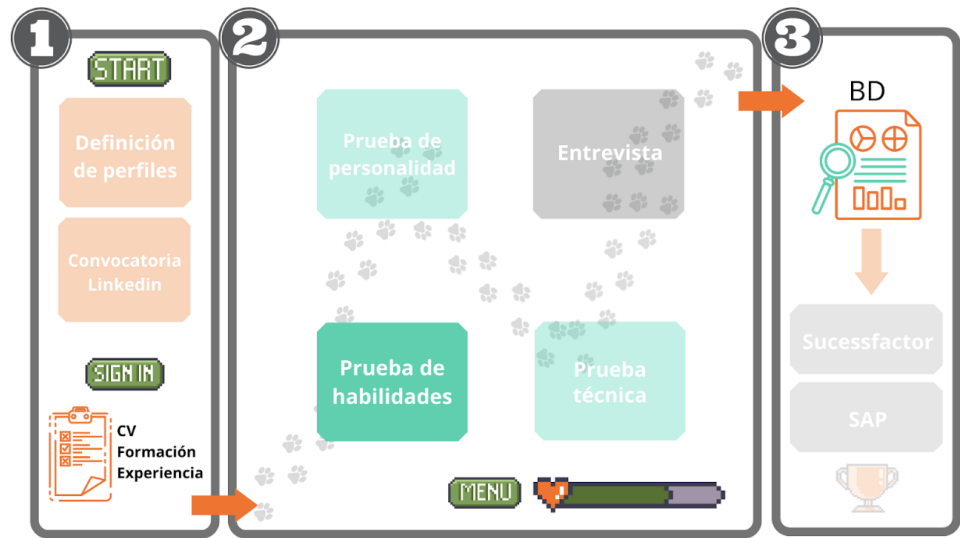 1
START
Definición
de perfiles
Convocatoria
Linkedin
SIGN IN
CV
Formación
Experiencia
2
Prueba de
personalidad
Entrevista
Prueba de
habilidades
Prueba
técnica
MENU
3
BD
Sucessfactor
SAP